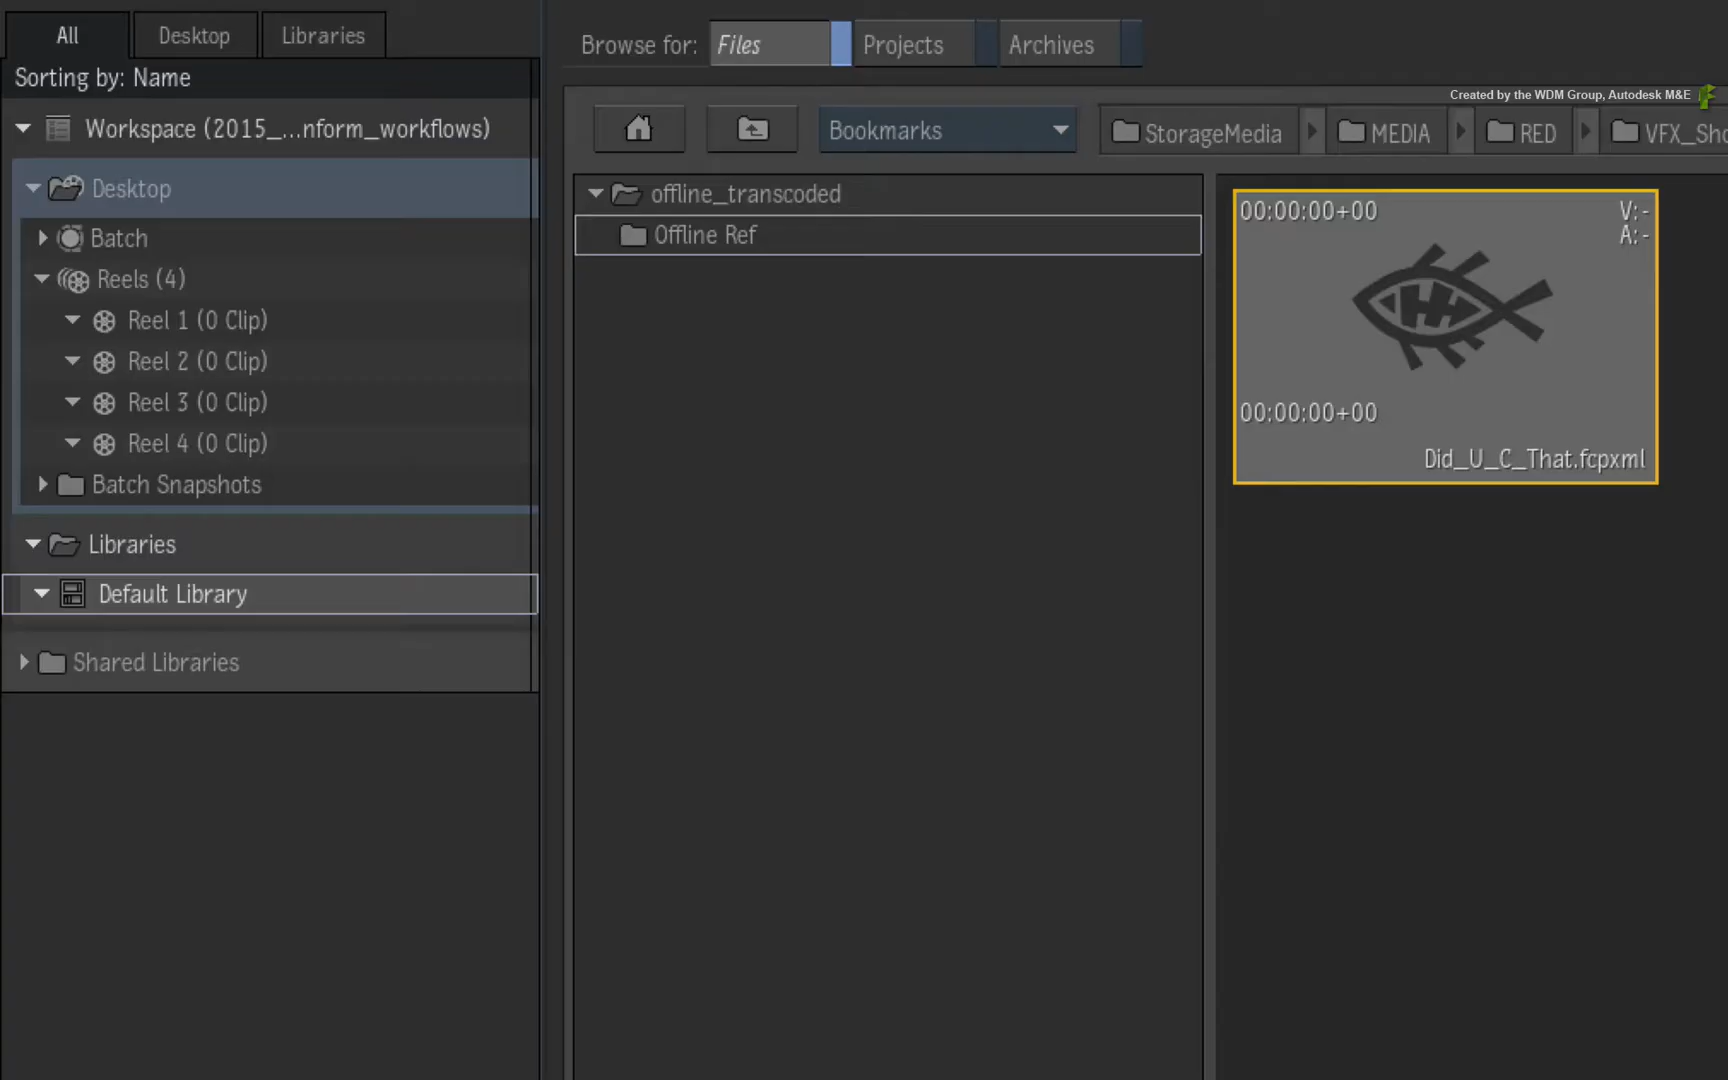 All Desktop Libraries
Sorting by: Name
Workspace (2015_...nform_workflows)
Desktop
Batch
Reels (4)
Reel 1 (0 Clip)
Reel 2 (0 Clip)
Reel 3 (0 Clip)
Reel 4 (0 Clip)
Batch Snapshots
Libraries
Default Library
Shared Libraries
Browse for: Files Projects Archives
Created by the WDM Group, Autodesk M&E
Bookmarks StorageMedia MEDIA RED VFX_Sho
offline_transcoded
Offline Ref
00:00:00+00 V:-
A:-
00:00:00+00
Did_U_C_That.fcpxml